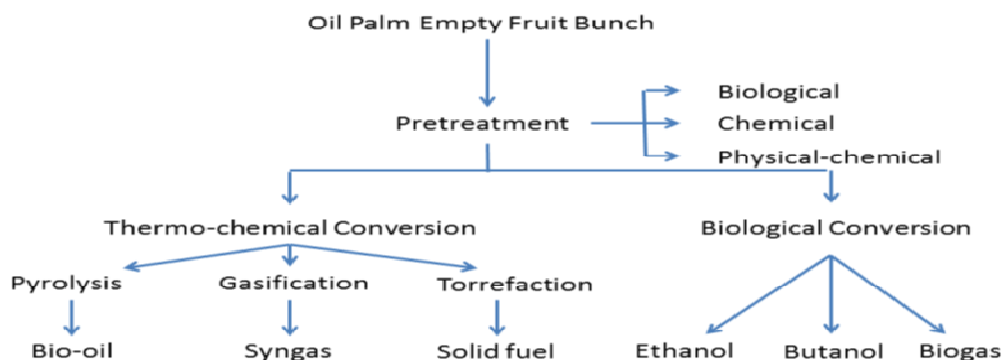 Oil Palm Empty Fruit Bunch
Biological
Pretreatment
Chemical
Physical-chemical
Thermo-chemical Conversion
Biological Conversion
Pyrolysis
Gasification
Torrefaction
Bio-oil
Syngas
Solid fuel
Ethanol
Butanol
Biogas